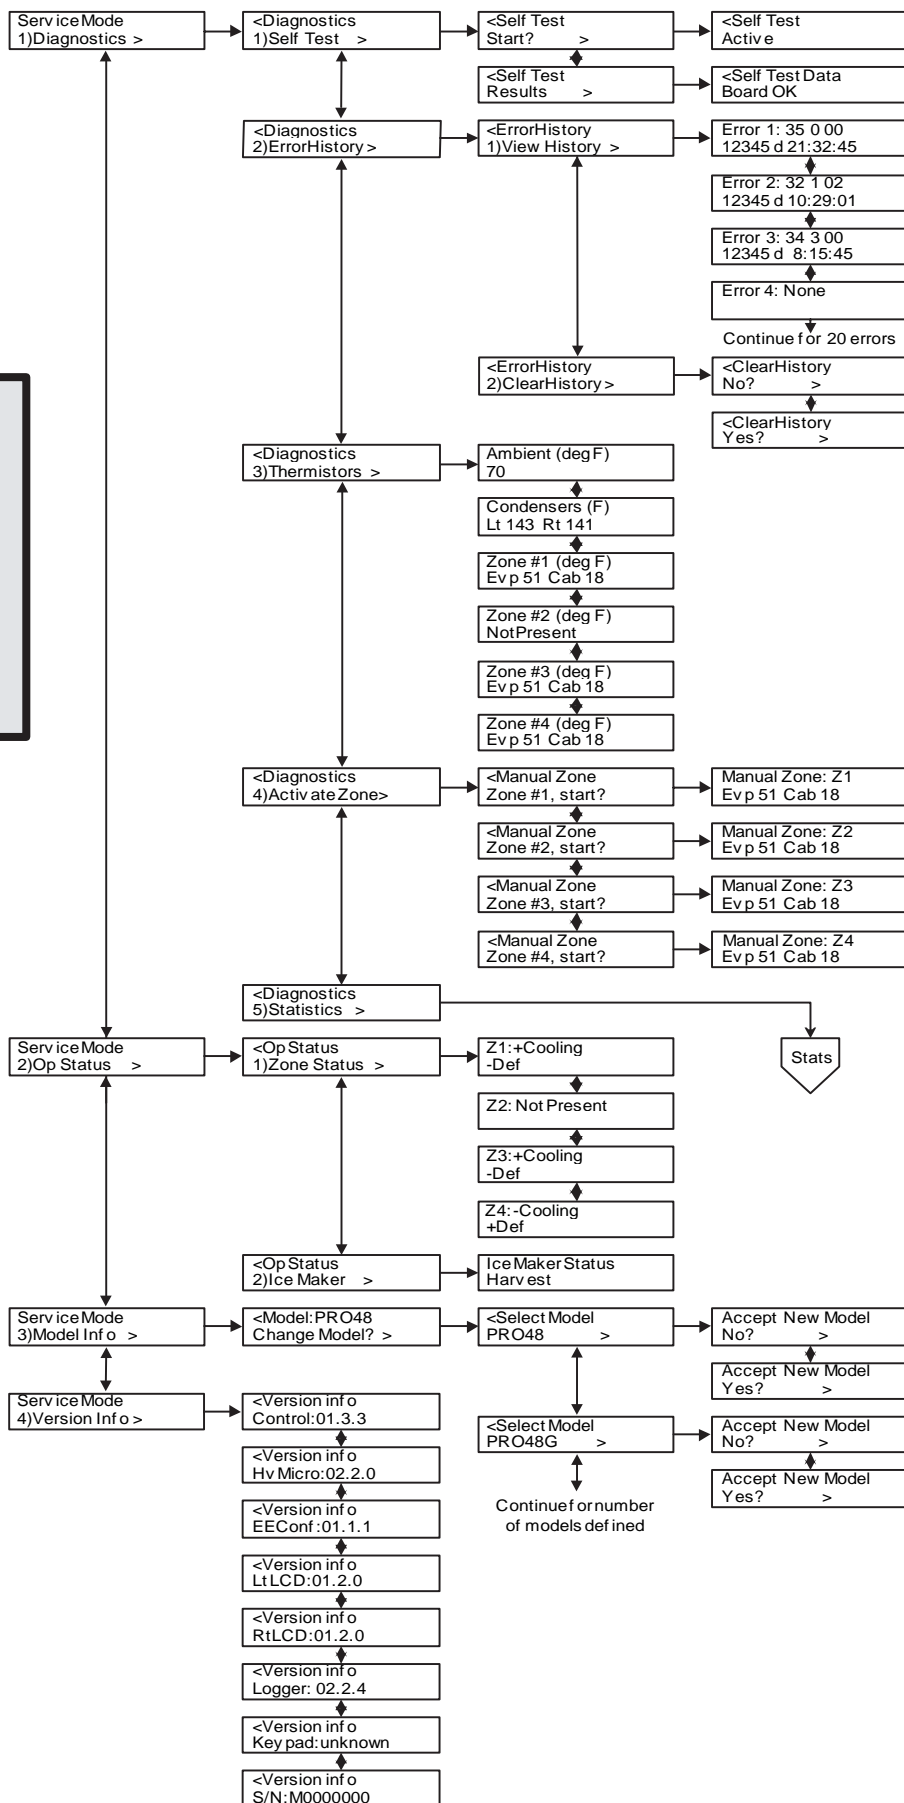 Service Mode
1)Diagnostics >
<Diagnostics
1)Self Test >
<Self Test
Start? >
<Self Test
Active
<Self Test
Results >
<Self Test Data
Board OK
<Diagnostics
2)ErrorHistory>
<ErrorHistory
1)View History >
Error 1: 35 0 00
12345 d 21:32:45
Error 2: 32 1 02
12345 d 10:29:01
Error 3: 34 3 00
12345 d 8:15:45
Error 4: None
Continue for 20 errors
<ErrorHistory
2)ClearHistory>
<ClearHistory
No? >
<ClearHistory
Yes? >
<Diagnostics
3)Thermistors >
Ambient (deg F)
70
Condensers (F)
Lt 143 Rt 141
Zone #1 (deg F)
Evp 51 Cab 18
Zone #2 (deg F)
Not Present
Zone #3 (deg F)
Evp 51 Cab 18
Zone #4 (deg F)
Evp 51 Cab 18
<Diagnostics
4)Activate Zone>
<Manual Zone
Zone #1, start?
Manual Zone: Z1
Evp 51 Cab 18
<Manual Zone
Zone #2, start?
Manual Zone: Z2
Evp 51 Cab 18
<Manual Zone
Zone #3, start?
Manual Zone: Z3
Evp 51 Cab 18
<Manual Zone
Zone #4, start?
Manual Zone: Z4
Evp 51 Cab 18
<Diagnostics
5)Statistics >
Stats
Service Mode
2)Op Status >
<Op Status
1)Zone Status >
Z1:+Cooling
-Def
Z2: Not Present
Z3:+Cooling
-Def
Z4:-Cooling
+Def
<Op Status
2)Ice Maker >
Ice Maker Status
Harvest
Service Mode
3)Model Info >
<Model:PRO48
Change Model? >
<Select Model
PRO48 >
Accept New Model
No? >
Accept New Model
Yes? >
Service Mode
4)Version Info>
<Version info
Control:01.3.3
<Select Model
PRO48G >
Accept New Model
No? >
Accept New Model
Yes? >
Continue for number
of models defined
<Version info
Hv Micro:02.2.0
<Version info
EEConf:01.1.1
<Version info
LtLCD:01.2.0
<Version info
RtLCD:01.2.0
<Version info
Logger: 02.2.4
<Version info
Keypad:unknown
<Version info
S/N:M0000000